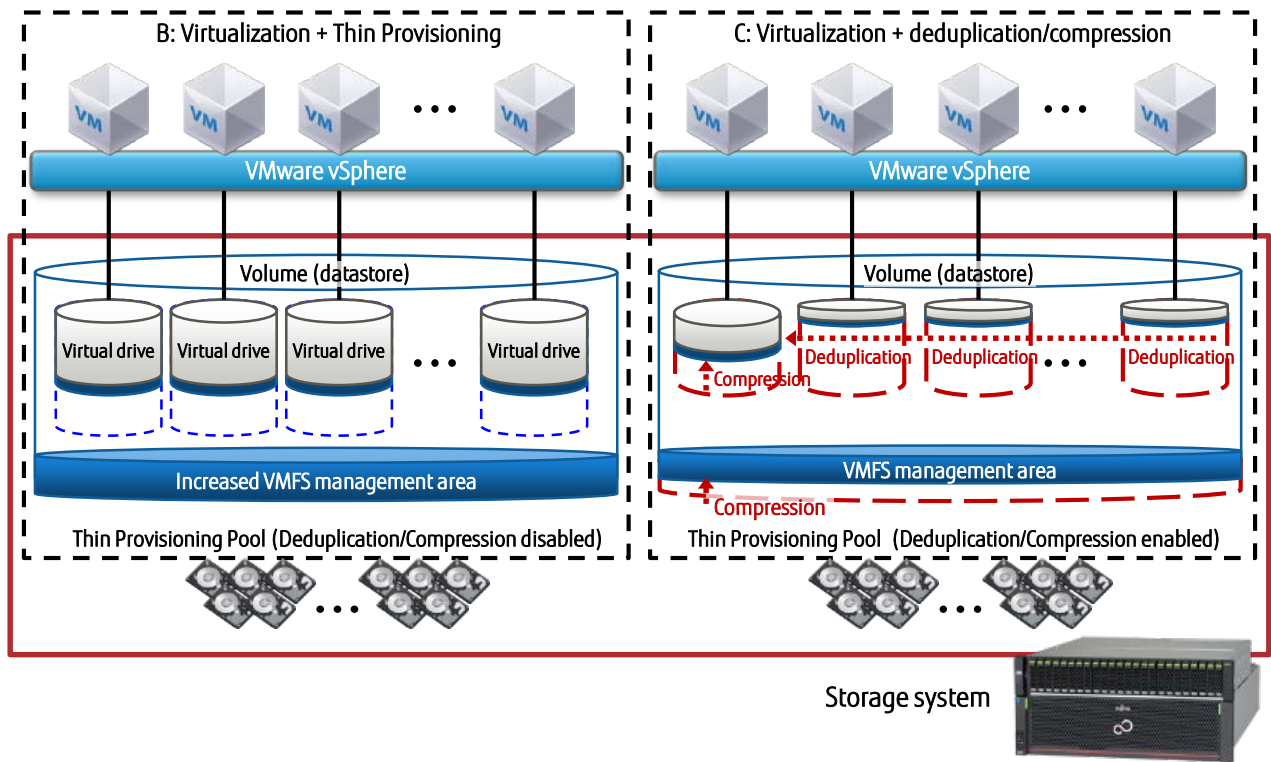 B: Virtualization + Thin Provisioning
VM
VM
VM
VM
VMware vSphere
Volume (datastore)
Virtual drive
Virtual drive
Virtual drive
Virtual drive
Increased VMFS management area
Thin Provisioning Pool (Deduplication/Compression disabled)
C: Virtualization + deduplication/compression
VM
VM
VM
VM
VMware vSphere
Volume (datastore)
Deduplication
Deduplication
Deduplication
Compression
VMFS management area
Compression
Thin Provisioning Pool (Deduplication/Compression enabled)
Storage system